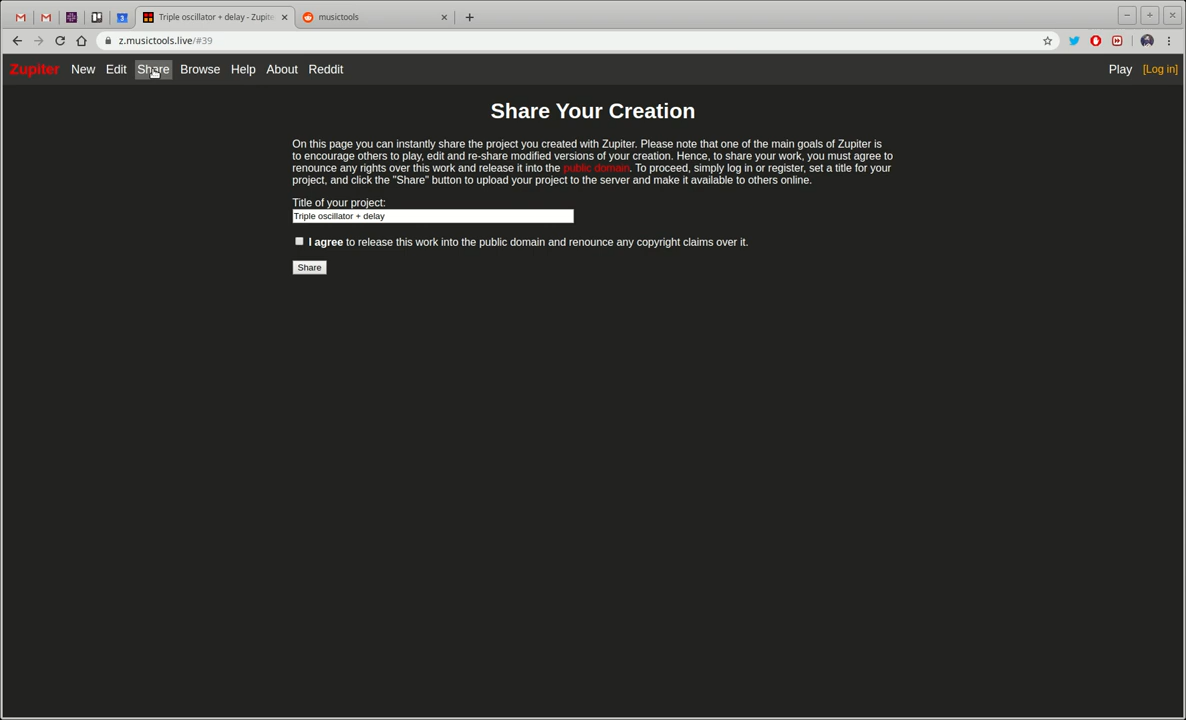 Triple oscillator + delay - Zupite
musictools
z.musictools.live/#39
Zupiter New Edit Share Browse Help About Reddit Play [Log in]
Share Your Creation
On this page you can instantly share the project you created with Zupiter. Please note that one of the main goals of Zupiter is
to encourage others to play, edit and re-share modified versions of your creation. Hence, to share your work, you must agree to
renounce any rights over this work and release it into the public domain. To proceed, simply log in or register, set a title for your
project, and click the "Share" button to upload your project to the server and make it available to others online.
Title of your project:
Triple oscillator + delay
I agree to release this work into the public domain and renounce any copyright claims over it.
Share